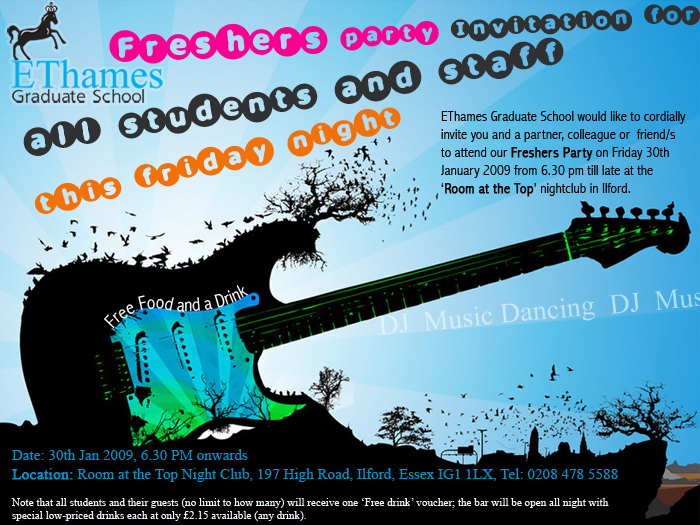 Freshers party Invitation for
all students and staff
this friday night
EThames
Graduate School
EThames Graduate School would like to cordially
invite you and a partner, colleague or friend/s
to attend our Freshers Party on Friday 30th
January 2009 from 6.30 pm till late at the
‘Room at the Top’ nightclub in Ilford.
Free Food and a Drink
DJ Music Dancing DJ Mus
Date: 30th Jan 2009, 6.30 PM onwards
Location: Room at the Top Night Club, 197 High Road, Ilford, Essex IG1 1LX, Tel: 0208 478 5588
Note that all students and their guests (no limit to how many) will receive one ‘Free drink’ voucher; the bar will be open all night with
special low-priced drinks each at only £2.15 available (any drink).